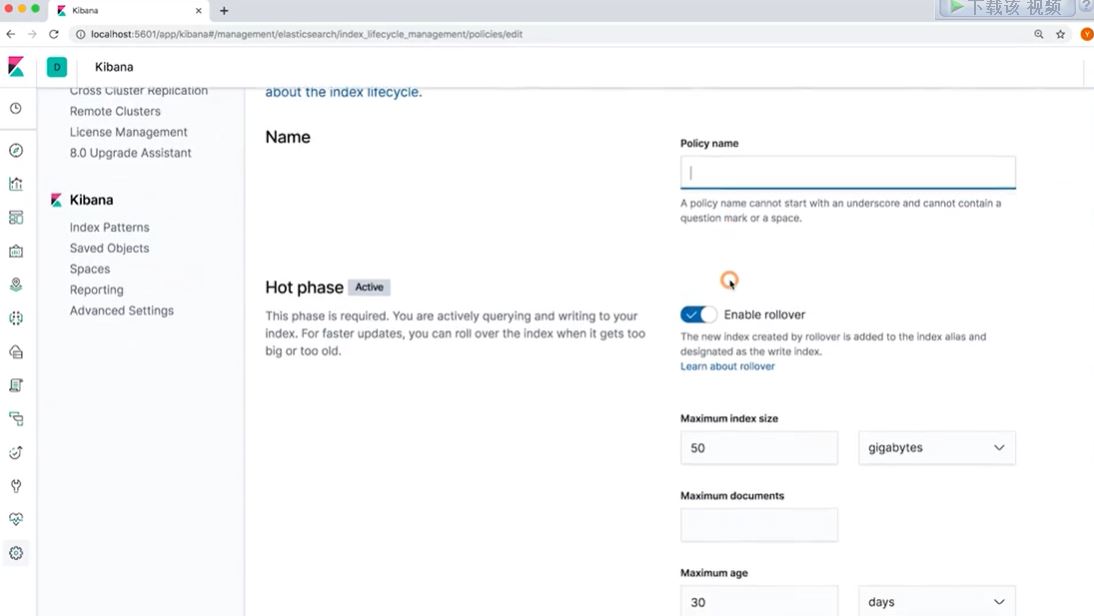 Kibana
下载该 视频
?
localhost:5601/app/kibana#/management/elasticsearch/index_lifecycle_management/policies/edit
Y
D
Kibana
Cross Cluster Replication
Remote Clusters
License Management
8.0 Upgrade Assistant
Kibana
Index Patterns
Saved Objects
Spaces
Reporting
Advanced Settings
about the index lifecycle.
Name
Policy name
A policy name cannot start with an underscore and cannot contain a
question mark or a space.
Hot phase Active
This phase is required. You are actively querying and writing to your
index. For faster updates, you can roll over the index when it gets too
big or too old.
Enable rollover
The new index created by rollover is added to the index alias and
designated as the write index.
Learn about rollover
Maximum index size
50 gigabytes
Maximum documents
Maximum age
30 days